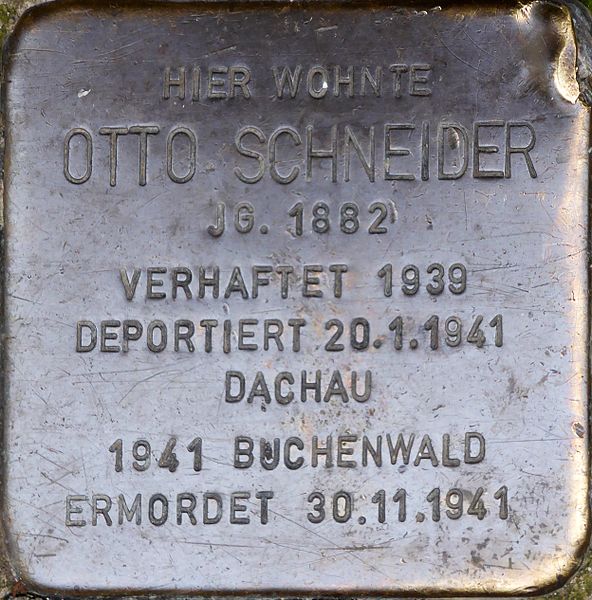 HIER WOHNTE
OTTO SCHNEIDER
JG. 1882
VERHAFTET 1939
DEPORTIERT 20.1.1941
DACHAU
1941 BUCHENWALD
ERMORDET 30.11.1941